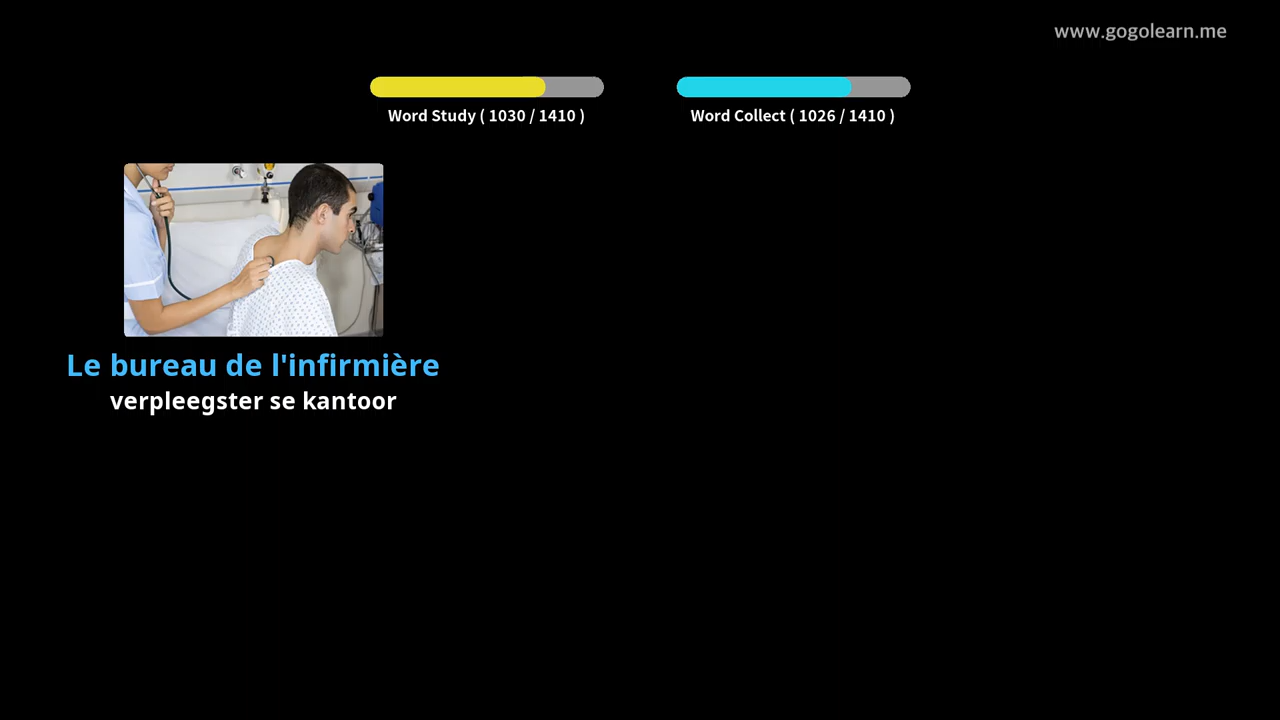 www.gogolearn.me
Word Study ( 1030 / 1410 )
Word Collect ( 1026 / 1410 )
Le bureau de l'infirmière
verpleegster se kantoor